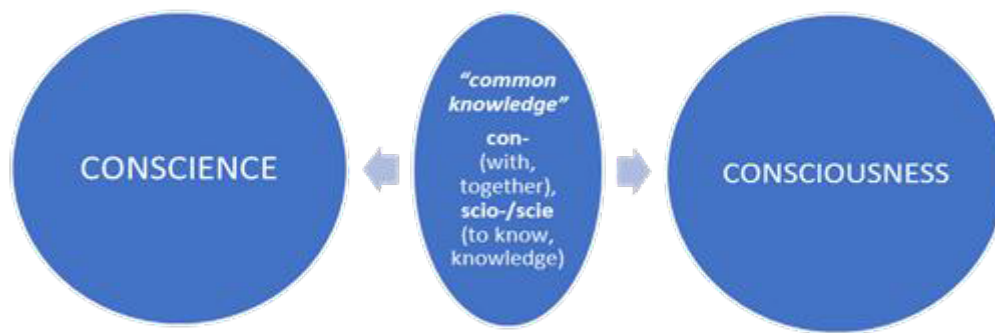 CONSCIENCE
“common
knowledge”
con-
(with,
together),
scio-/scie
(to know,
knowledge)
CONSCIOUSNESS